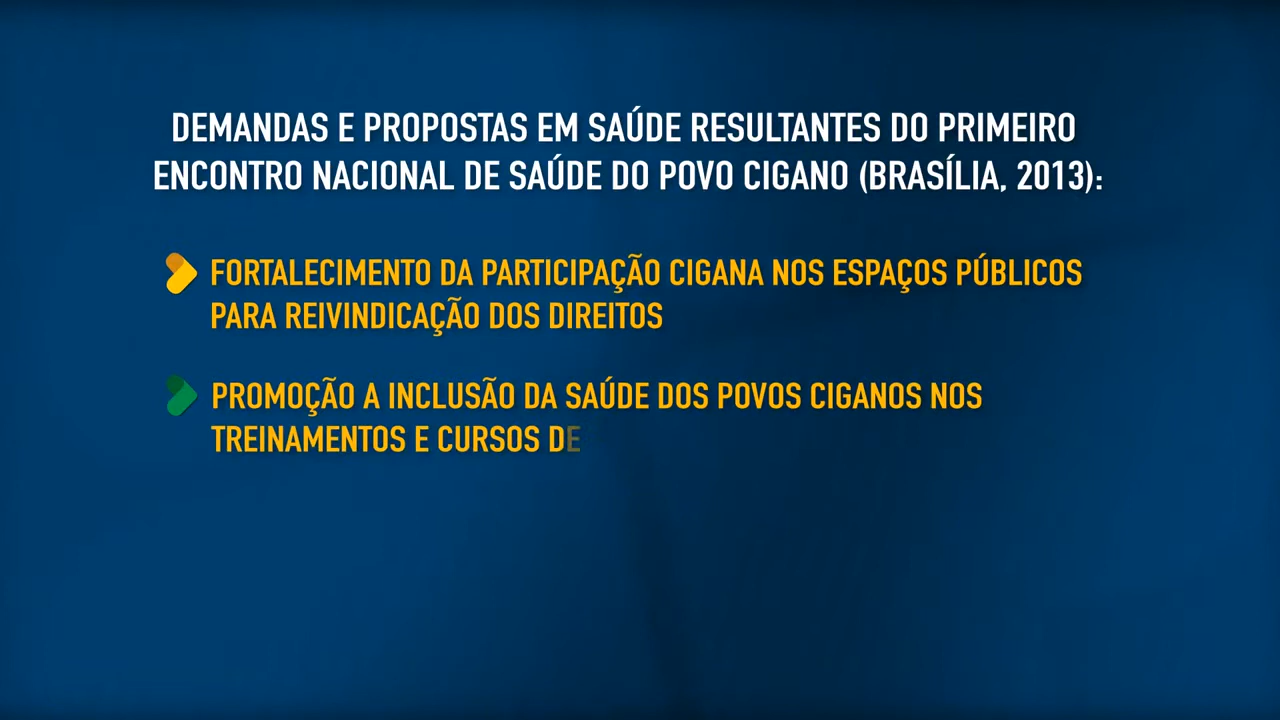 DEMANDAS E PROPOSTAS EM SAÚDE RESULTANTES DO PRIMEIRO
ENCONTRO NACIONAL DE SAÚDE DO POVO CIGANO (BRASÍLIA, 2013):
FORTALECIMENTO DA PARTICIPAÇÃO CIGANA NOS ESPAÇOS PÚBLICOS
PARA REIVINDICAÇÃO DOS DIREITOS
PROMOÇÃO A INCLUSÃO DA SAÚDE DOS POVOS CIGANOS NOS
TREINAMENTOS E CURSOS DE